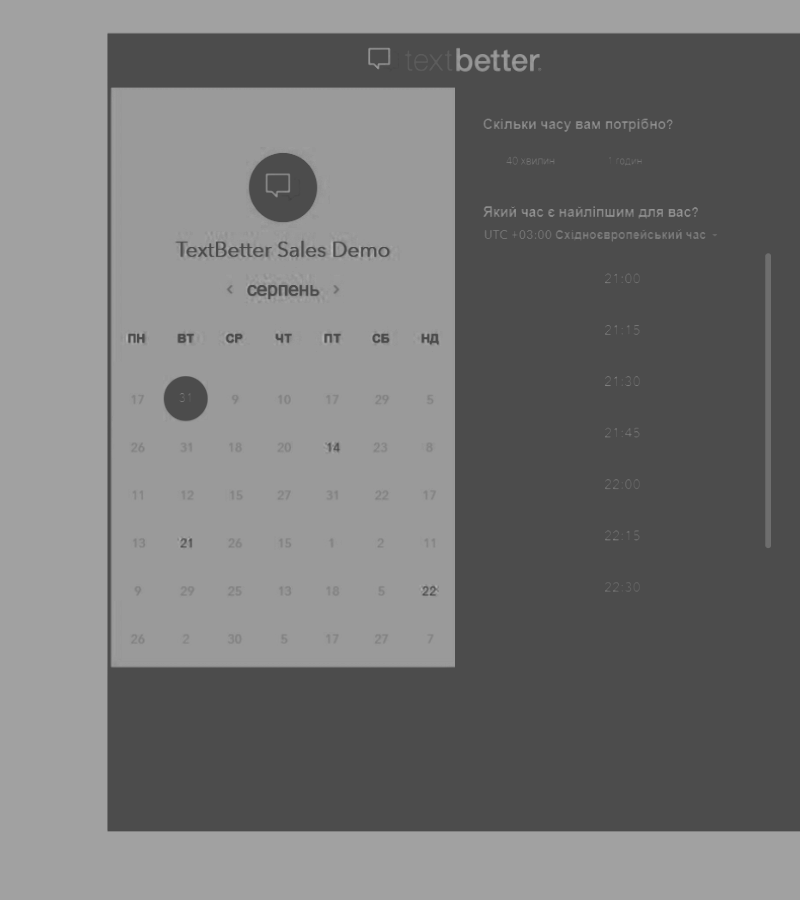 textbetter.
TextBetter Sales Demo
‹ серпень ›
ПН ВТ СР ЧТ ПТ СБ НД
17 31 9 10 17 29 5
26 31 18 20 14 23 8
11 12 15 27 31 22 17
13 21 26 15 1 2 11
9 29 25 13 18 5 22
26 2 30 5 17 27 7
Скільки часу вам потрібно?
40 хвилин 1 годин
Який час є найліпшим для вас?
UTC +03:00 Східноєвропейський час
21:00
21:15
21:30
21:45
22:00
22:15
22:30